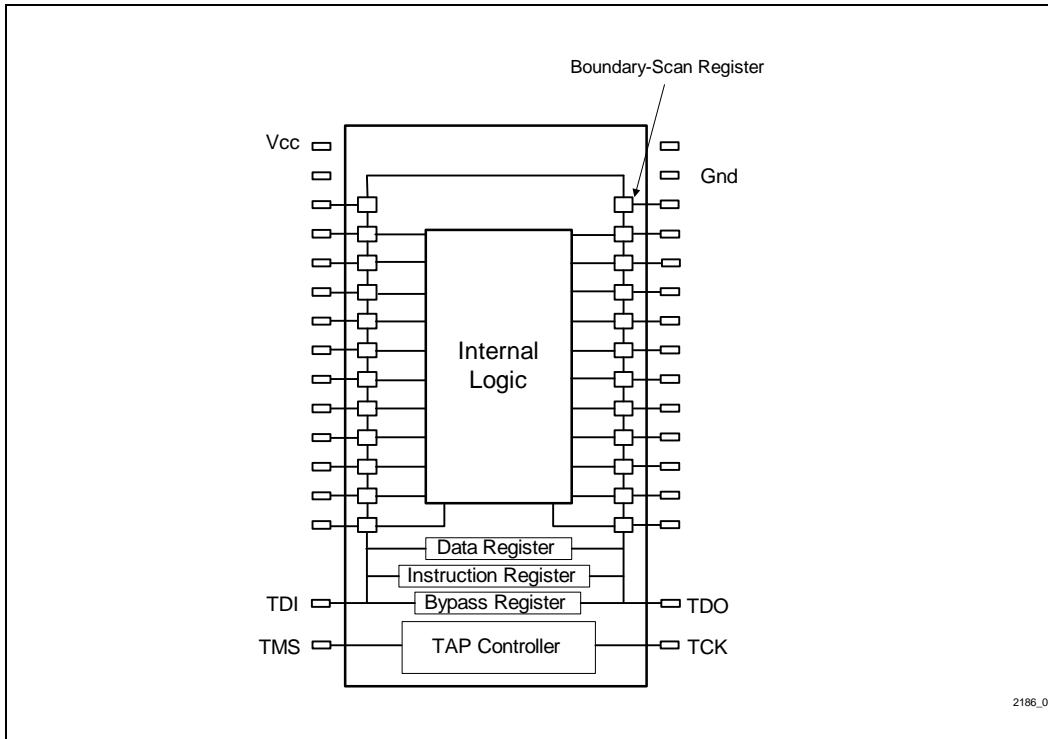 Boundary-Scan Register
Vcc
Gnd
Internal
Logic
Data Register
Instruction Register
TDI
Bypass Register
TDO
TMS
TAP Controller
TCK
2186_0